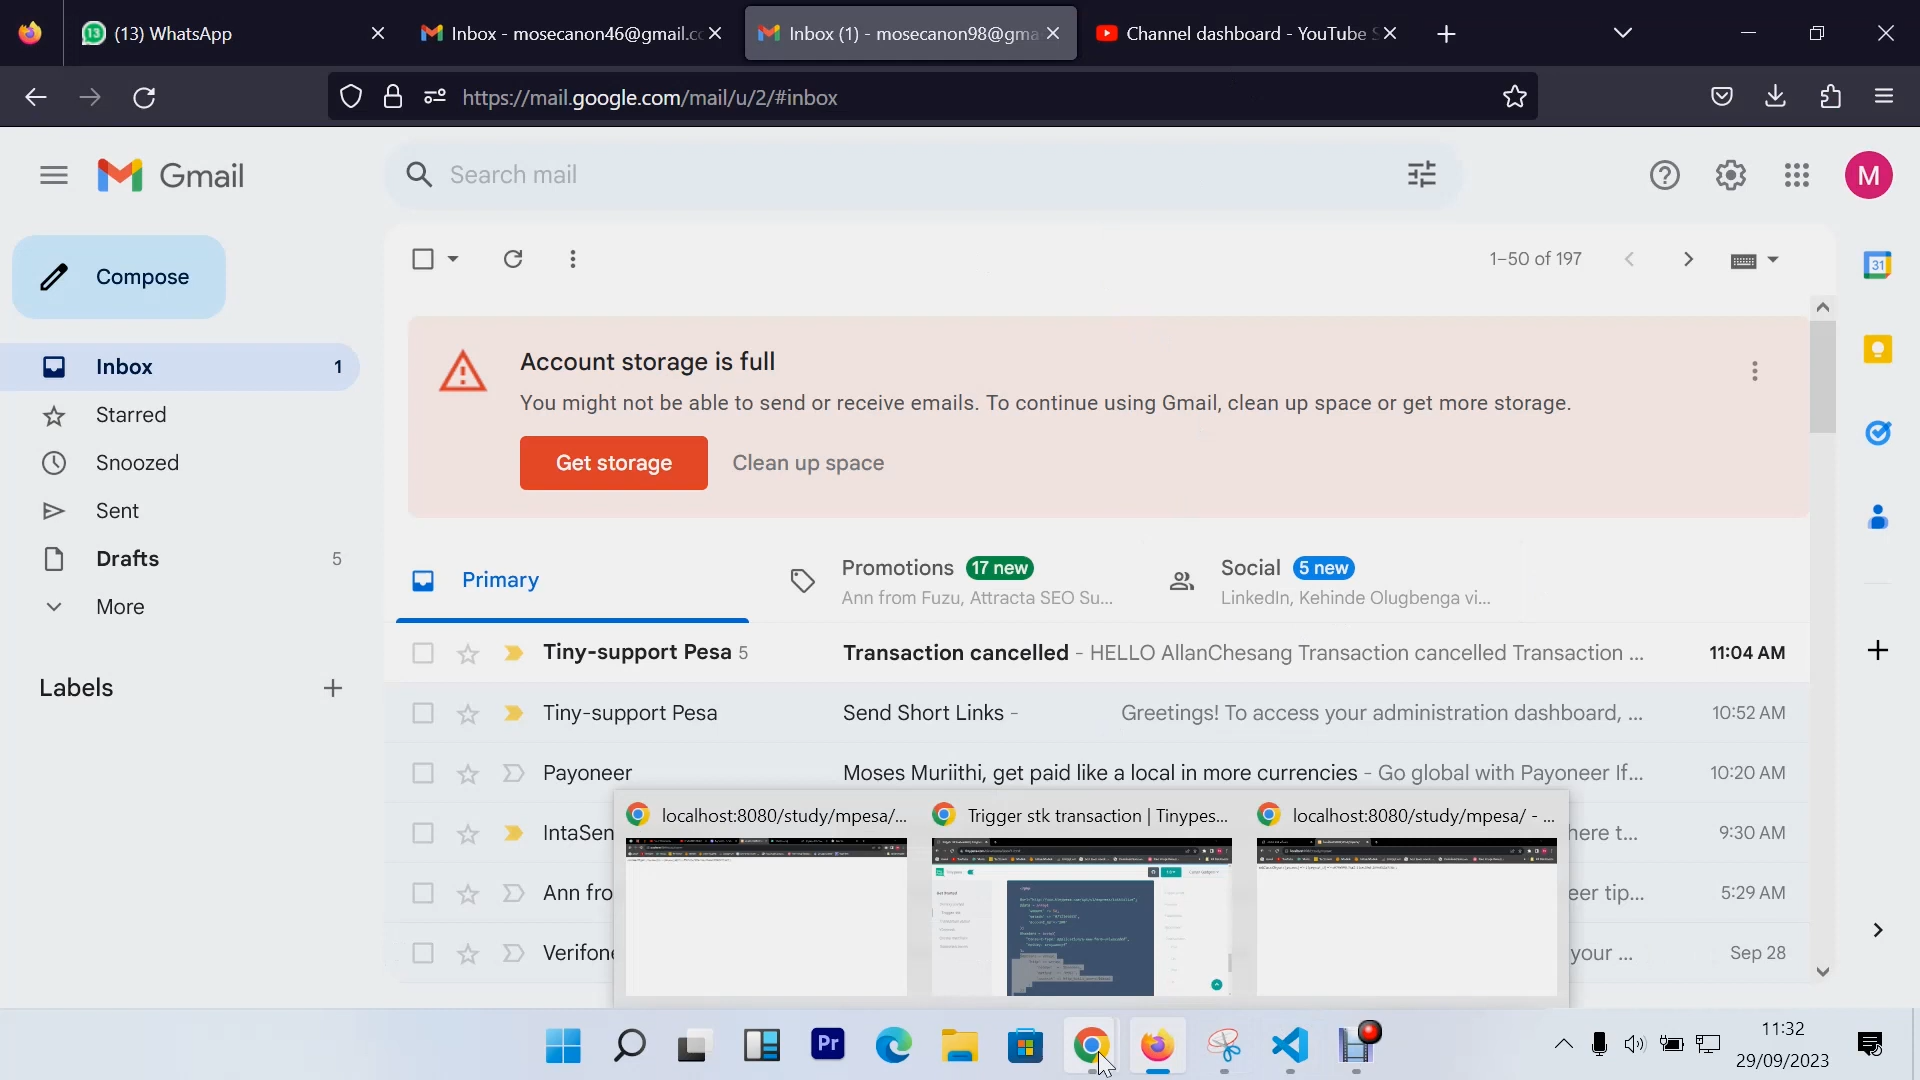 (13) WhatsApp
Inbox - mosecanon46@gmail.c
Inbox (1) - mosecanon98@gma
Channel dashboard - YouTube S
https://mail.google.com/mail/u/2/#inbox
Gmail
Search mail
M
Compose
1–50 of 197
31
Account storage is full
You might not be able to send or receive emails. To continue using Gmail, clean up space or get more storage.
Get storage
Clean up space
Inbox 1
Starred
Snoozed
Sent
Drafts 5
More
Labels
Primary
Promotions 17 new
Ann from Fuzu, Attracta SEO Su...
Social 5 new
LinkedIn, Kehinde Olugbenga vi...
Tiny-support Pesa 5 Transaction cancelled - HELLO AllanChesang Transaction cancelled Transaction ... 11:04 AM
Tiny-support Pesa Send Short Links - Greetings! To access your administration dashboard, ... 10:52 AM
Payoneer Moses Muriithi, get paid like a local in more currencies - Go global with Payoneer If... 10:20 AM
IntaSen here t... 9:30 AM
Ann fro eer tip... 5:29 AM
Verifone your ... Sep 28
localhost:8080/study/mpesa/...
Trigger stk transaction | Tinypes...
localhost:8080/study/mpesa/ - ...
Pr
11:32
29/09/2023